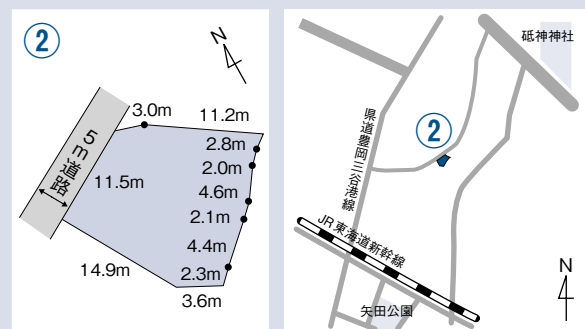 ②
N
3.0m
11.2m
5m道路
2.8m
2.0m
11.5m
4.6m
2.1m
4.4m
14.9m
2.3m
3.6m
砥神神社
県道豊岡三谷港線
②
JR東海道新幹線
N
矢田公園